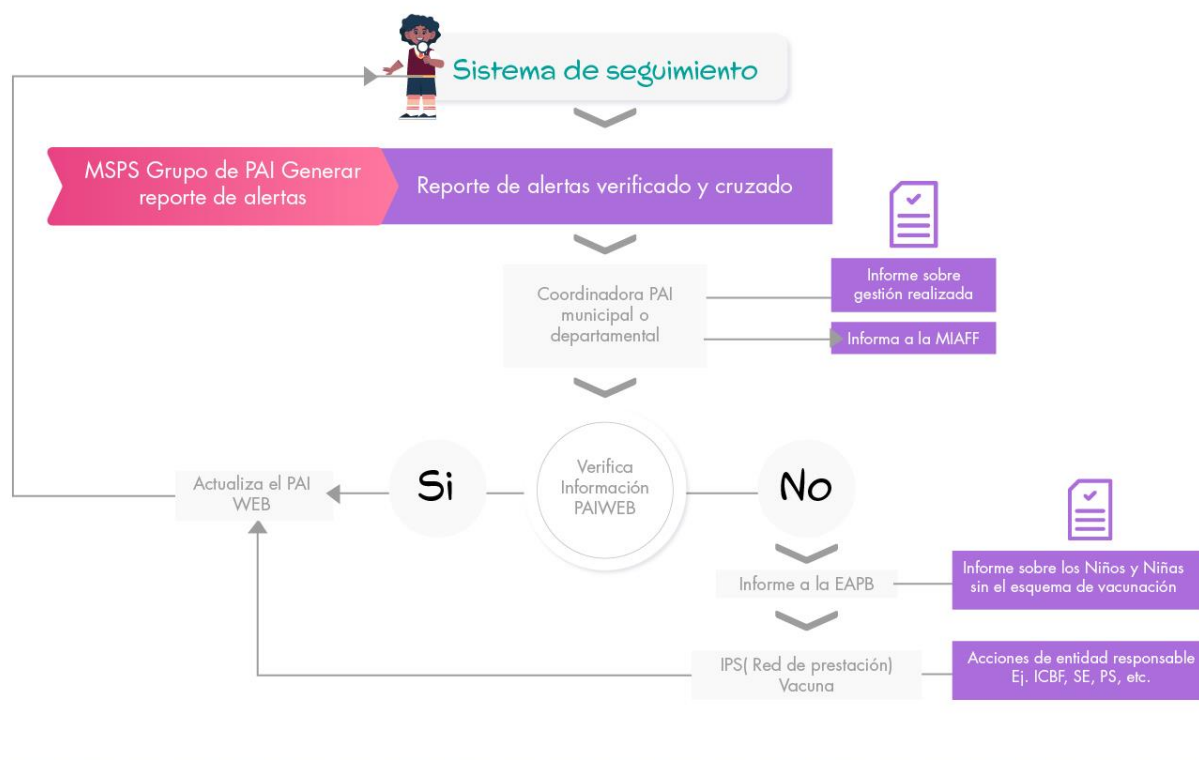 Sistema de seguimiento
MSPS Grupo de PAI Generar
reporte de alertas
Reporte de alertas verificado y cruzado
Coordinadora PAI
municipal o
departamental
Informe sobre
gestión realizada
Informa a la MIAFF
Verifica
Información
PAIWEB
Si
No
Actualiza el PAI
WEB
Informe a la EAPB
Informe sobre los Niños y Niñas
sin el esquema de vacunación
IPS( Red de prestación)
Vacuna
Acciones de entidad responsable
Ej. ICBF, SE, PS, etc.